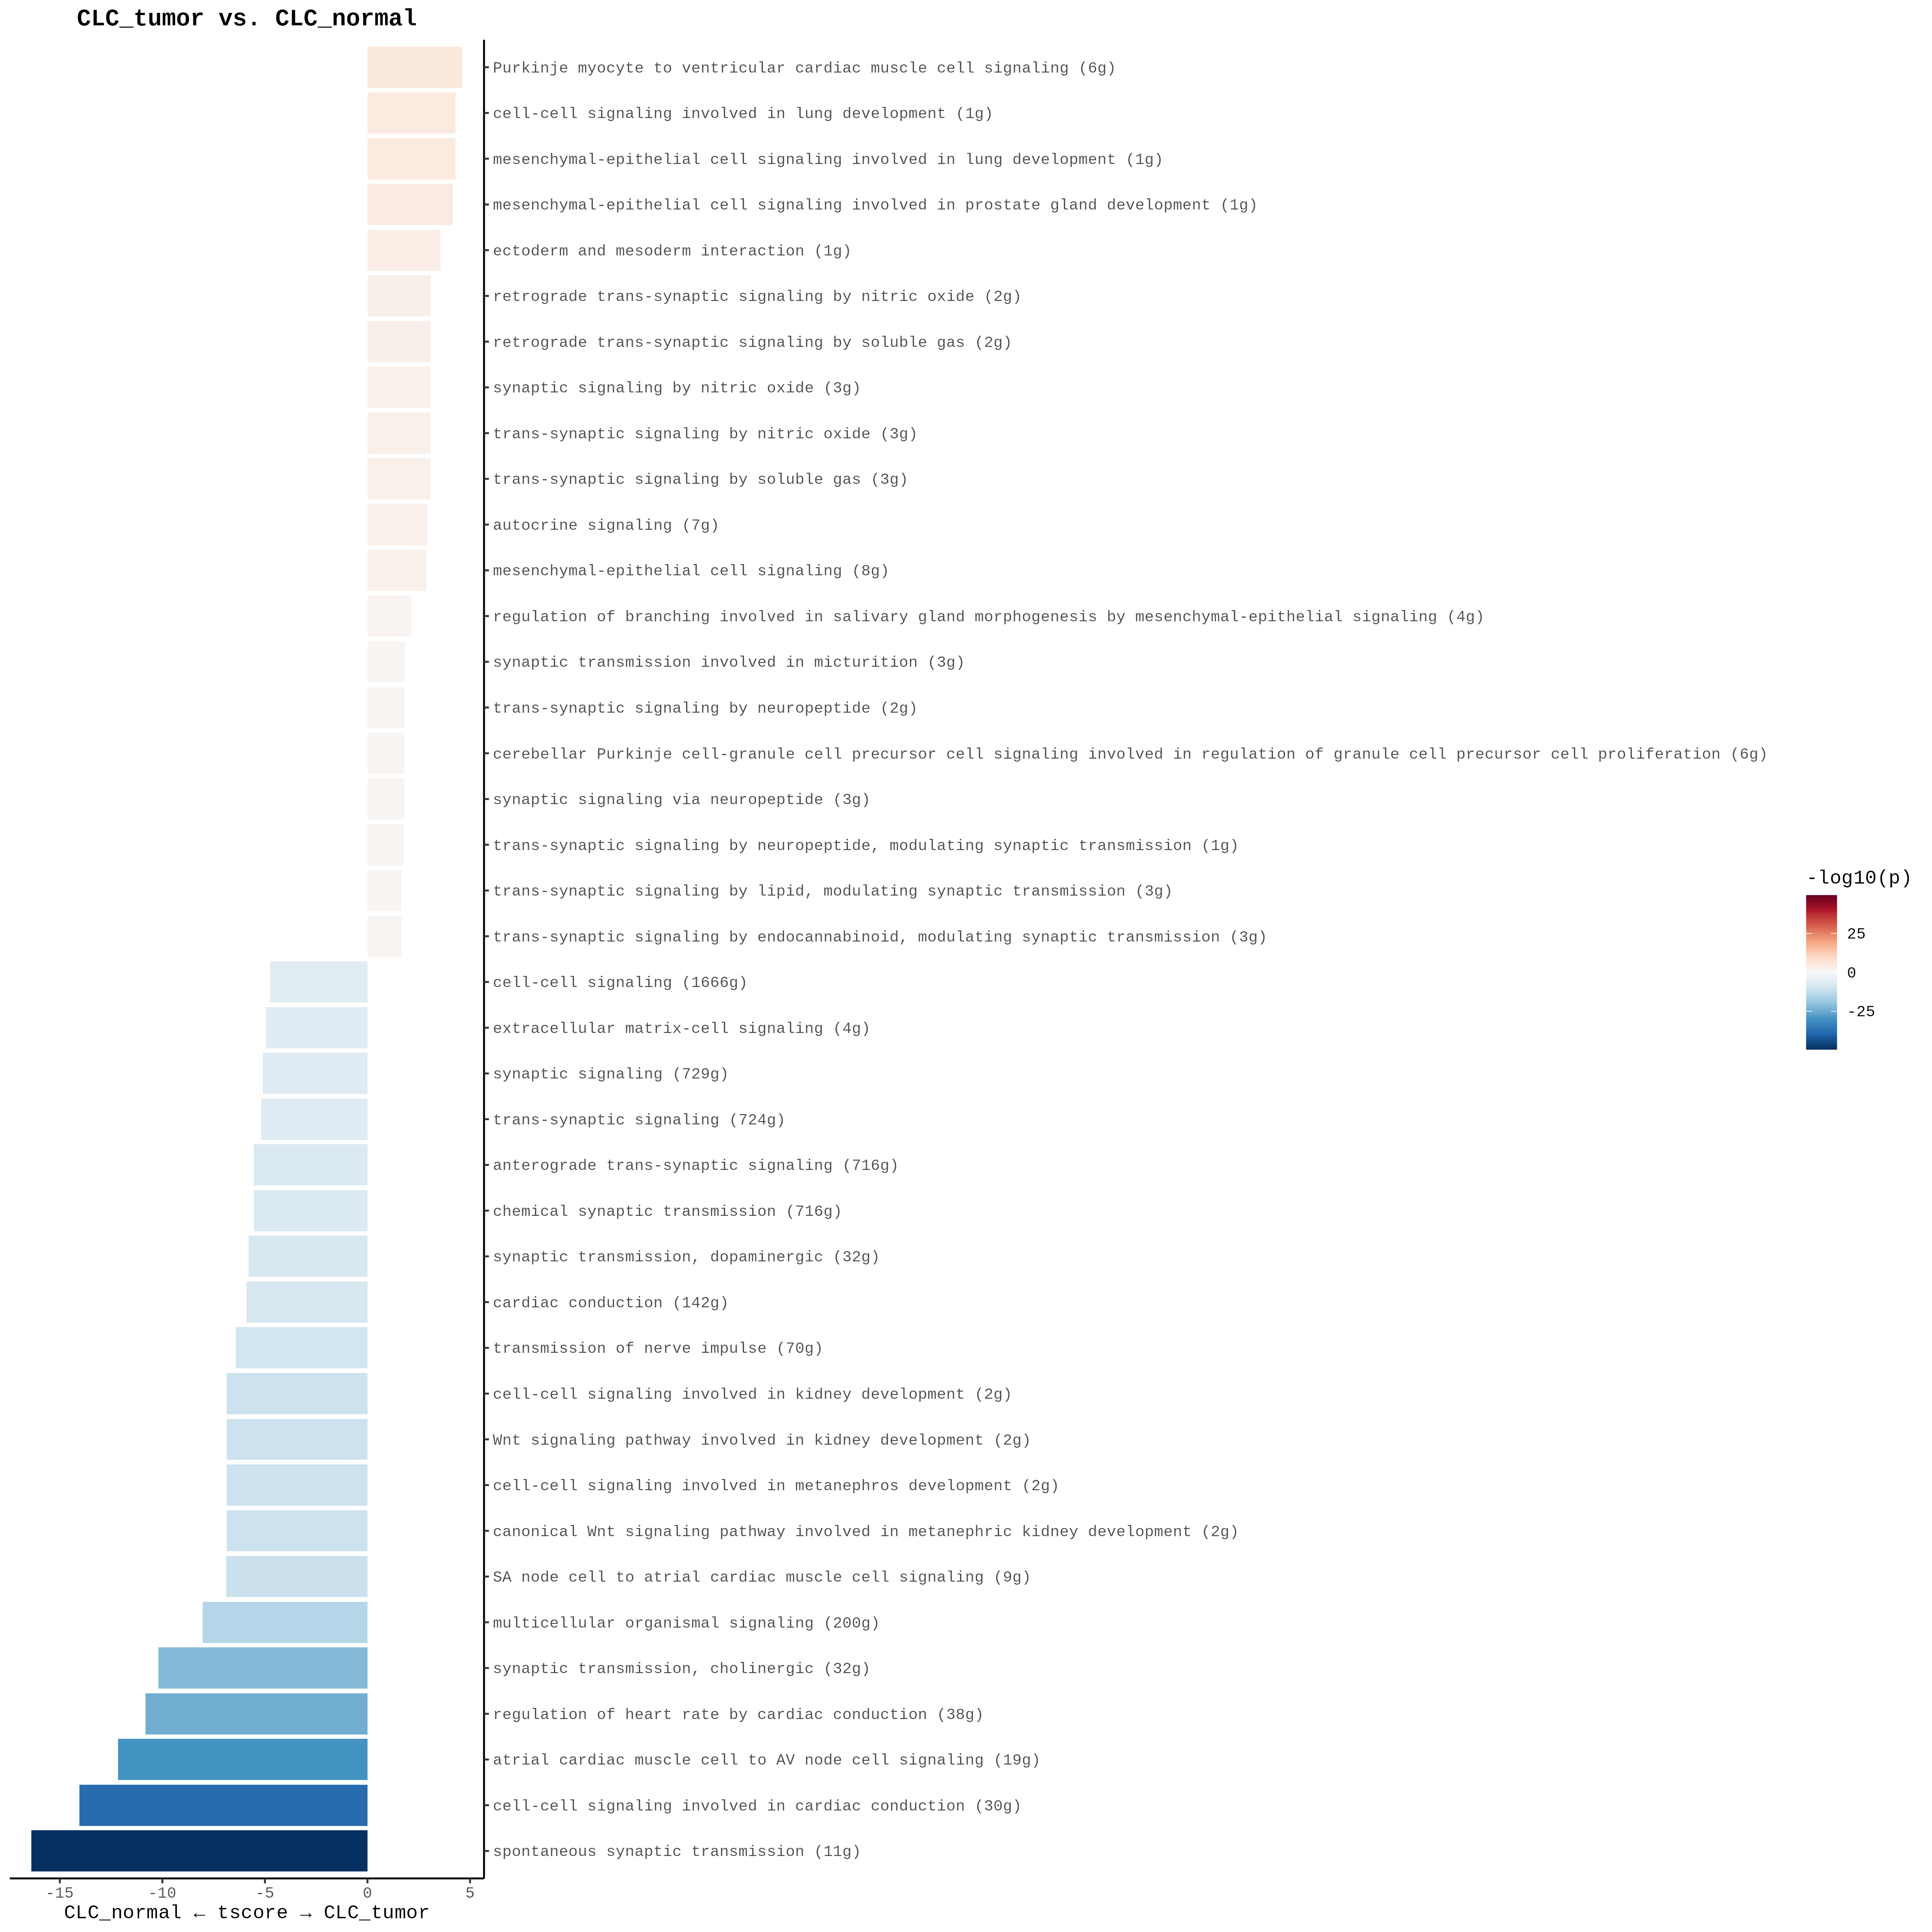 CLC_tumor vs. CLC_normal
Purkinje myocyte to ventricular cardiac muscle cell signaling (6g)
cell-cell signaling involved in lung development (1g)
mesenchymal-epithelial cell signaling involved in lung development (1g)
mesenchymal-epithelial cell signaling involved in prostate gland development (1g)
ectoderm and mesoderm interaction (1g)
retrograde trans-synaptic signaling by nitric oxide (2g)
retrograde trans-synaptic signaling by soluble gas (2g)
synaptic signaling by nitric oxide (3g)
trans-synaptic signaling by nitric oxide (3g)
trans-synaptic signaling by soluble gas (3g)
autocrine signaling (7g)
mesenchymal-epithelial cell signaling (8g)
regulation of branching involved in salivary gland morphogenesis by mesenchymal-epithelial signaling (4g)
synaptic transmission involved in micturition (3g)
trans-synaptic signaling by neuropeptide (2g)
cerebellar Purkinje cell-granule cell precursor cell signaling involved in regulation of granule cell precursor cell proliferation (6g)
synaptic signaling via neuropeptide (3g)
trans-synaptic signaling by neuropeptide, modulating synaptic transmission (1g)
trans-synaptic signaling by lipid, modulating synaptic transmission (3g)
trans-synaptic signaling by endocannabinoid, modulating synaptic transmission (3g)
cell-cell signaling (1666g)
extracellular matrix-cell signaling (4g)
synaptic signaling (729g)
trans-synaptic signaling (724g)
anterograde trans-synaptic signaling (716g)
chemical synaptic transmission (716g)
synaptic transmission, dopaminergic (32g)
cardiac conduction (142g)
transmission of nerve impulse (70g)
cell-cell signaling involved in kidney development (2g)
Wnt signaling pathway involved in kidney development (2g)
cell-cell signaling involved in metanephros development (2g)
canonical Wnt signaling pathway involved in metanephric kidney development (2g)
SA node cell to atrial cardiac muscle cell signaling (9g)
multicellular organismal signaling (200g)
synaptic transmission, cholinergic (32g)
regulation of heart rate by cardiac conduction (38g)
atrial cardiac muscle cell to AV node cell signaling (19g)
cell-cell signaling involved in cardiac conduction (30g)
spontaneous synaptic transmission (11g)
-15 -10 -5 0 5
CLC_normal ← tscore → CLC_tumor
-log10(p)
25
0
-25